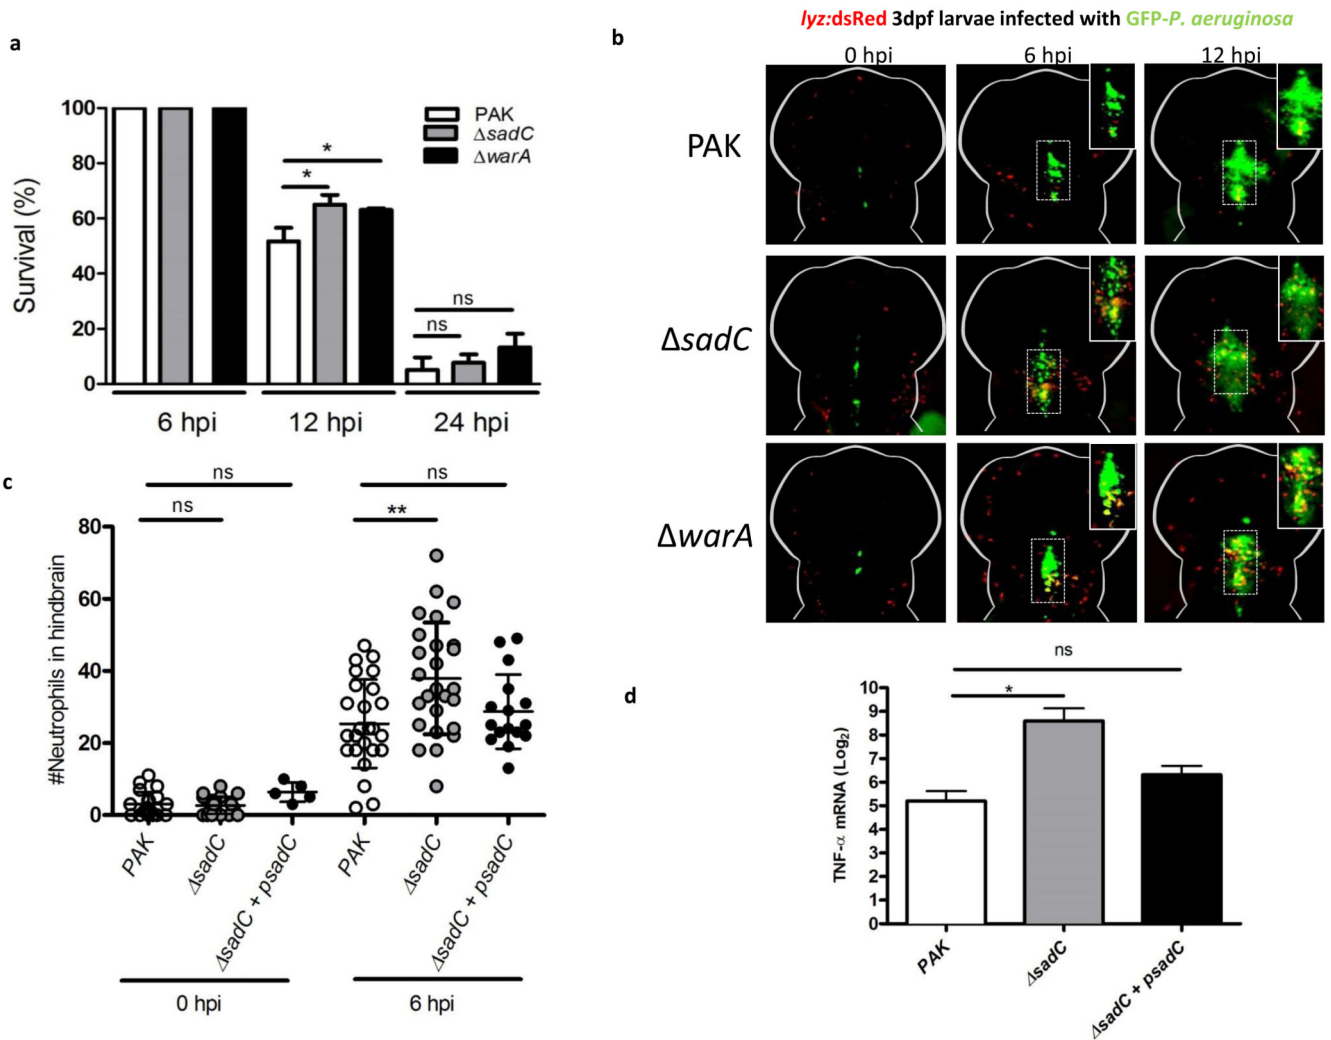 lyz:dsRed 3dpf larvae infected with GFP-P. aeruginosa
a
100
80
60
40
20
0
Survival (%)
PAK
ΔsadC
ΔwarA
*
*
ns
ns
6 hpi
12 hpi
24 hpi
b
0 hpi
6 hpi
12 hpi
PAK
ΔsadC
ΔwarA
c
ns
ns
ns
**
80
60
40
20
0
#Neutrophils in hindbrain
PAK
ΔsadC
ΔsadC + psadC
PAK
ΔsadC
ΔsadC + psadC
0 hpi
6 hpi
d
ns
*
10
9
8
7
6
5
4
3
2
1
0
TNF-α mRNA (Log2)
PAK
ΔsadC
ΔsadC + psadC